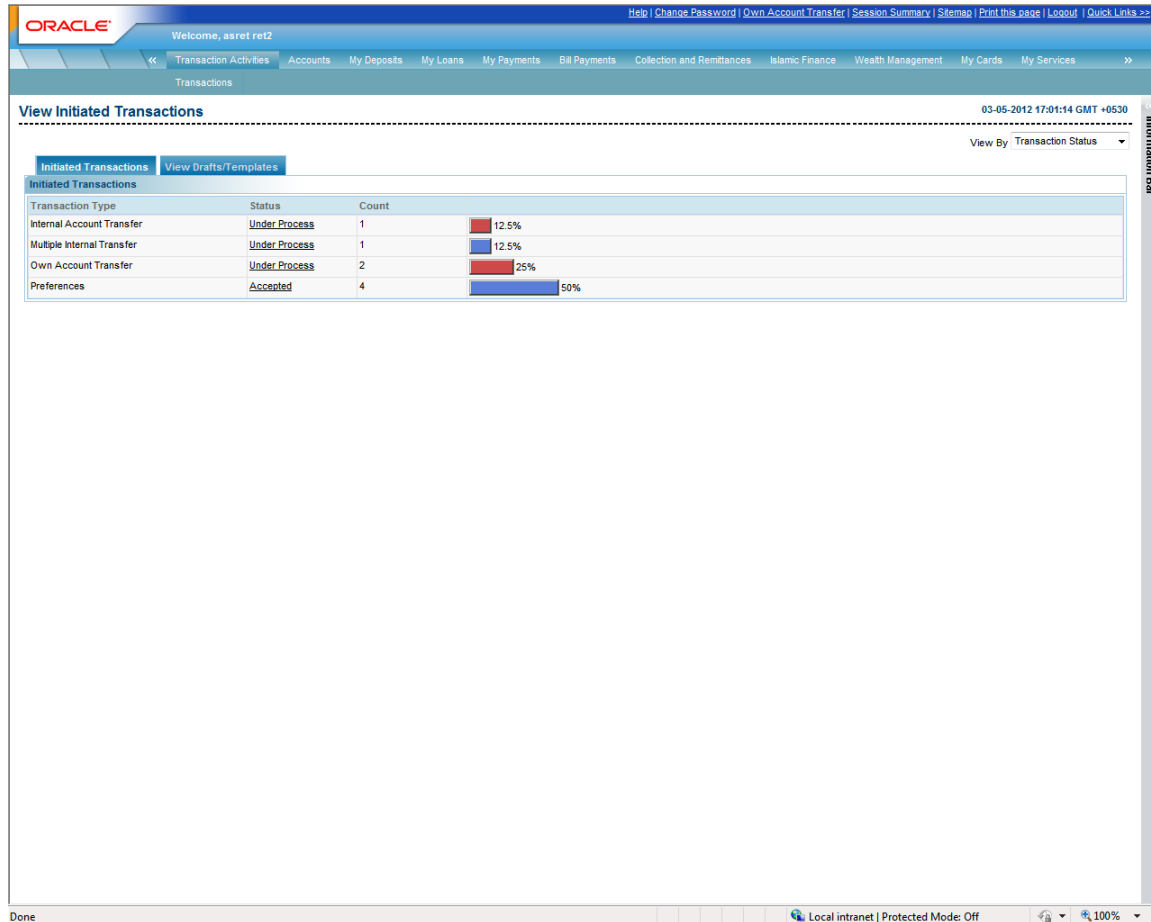 Help | Change Password | Own Account Transfer | Session Summary | Sitemap | Print this page | Logout | Quick Links >>
ORACLE
Welcome, asret ret2
« Transaction Activities Accounts My Deposits My Loans My Payments Bill Payments Collection and Remittances Islamic Finance Wealth Management My Cards My Services »
Transactions
View Initiated Transactions 03-05-2012 17:01:14 GMT +0530
Information Bar
View By Transaction Status
Initiated Transactions View Drafts/Templates
Initiated Transactions
Transaction Type Status Count
Internal Account Transfer Under Process 1 12.5%
Multiple Internal Transfer Under Process 1 12.5%
Own Account Transfer Under Process 2 25%
Preferences Accepted 4 50%
Done Local intranet | Protected Mode: Off 100%